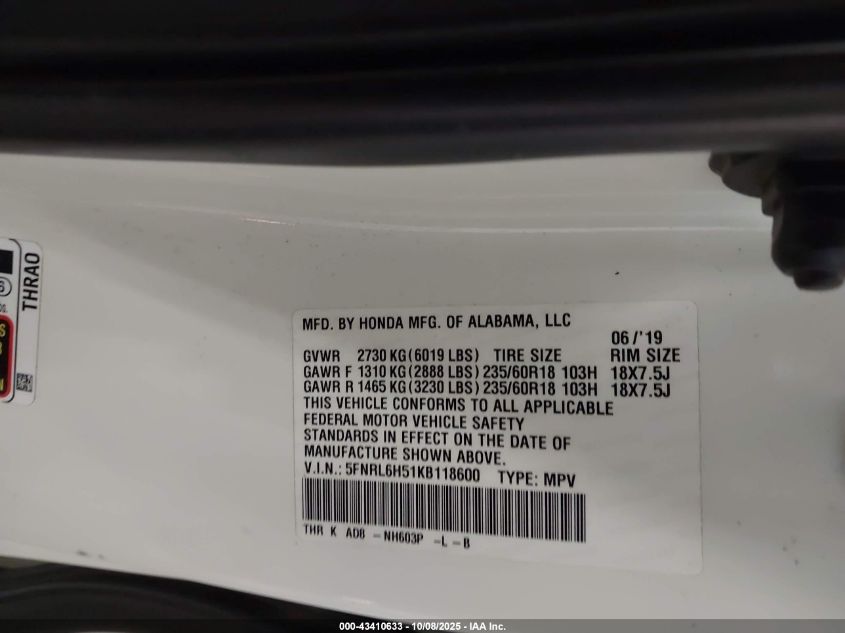 THRAO
MFD. BY HONDA MFG. OF ALABAMA, LLC
06/'19
GVWR 2730 KG (6019 LBS) TIRE SIZE RIM SIZE
GAWR F 1310 KG (2888 LBS) 235/60R18 103H 18X7.5J
GAWR R 1465 KG (3230 LBS) 235/60R18 103H 18X7.5J
THIS VEHICLE CONFORMS TO ALL APPLICABLE
FEDERAL MOTOR VEHICLE SAFETY
STANDARDS IN EFFECT ON THE DATE OF
MANUFACTURE SHOWN ABOVE.
V.I.N.: 5FNRL6H51KB118600 TYPE: MPV
THR K AD8 - NH603P - L - B
000-43410633 - 10/08/2025 - IAA Inc.